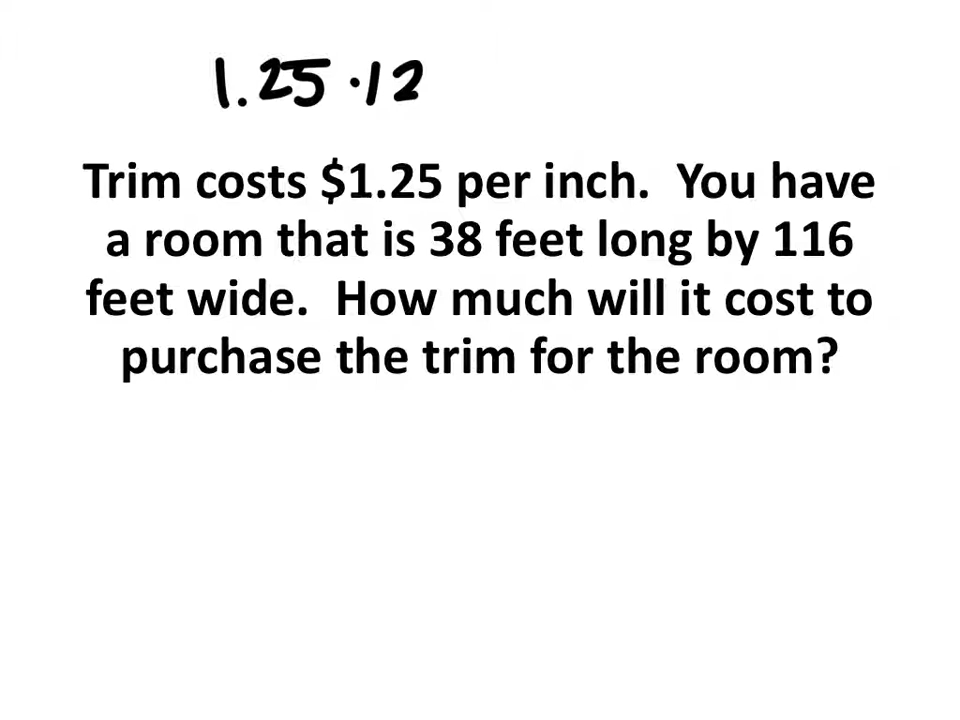 1.25 · 12
Trim costs $1.25 per inch. You have
a room that is 38 feet long by 116
feet wide. How much will it cost to
purchase the trim for the room?